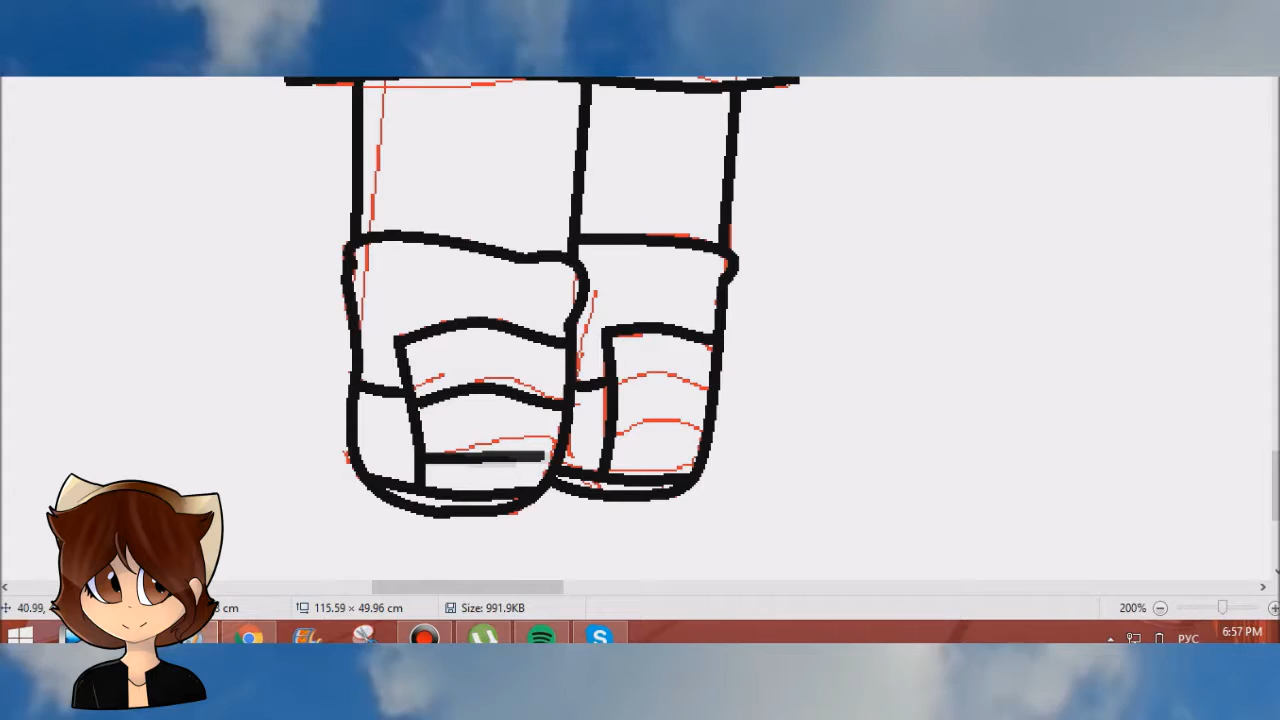 40.99, cm 115.59 × 49.96 cm Size: 991.9KB 200%
РУС 6:57 PM